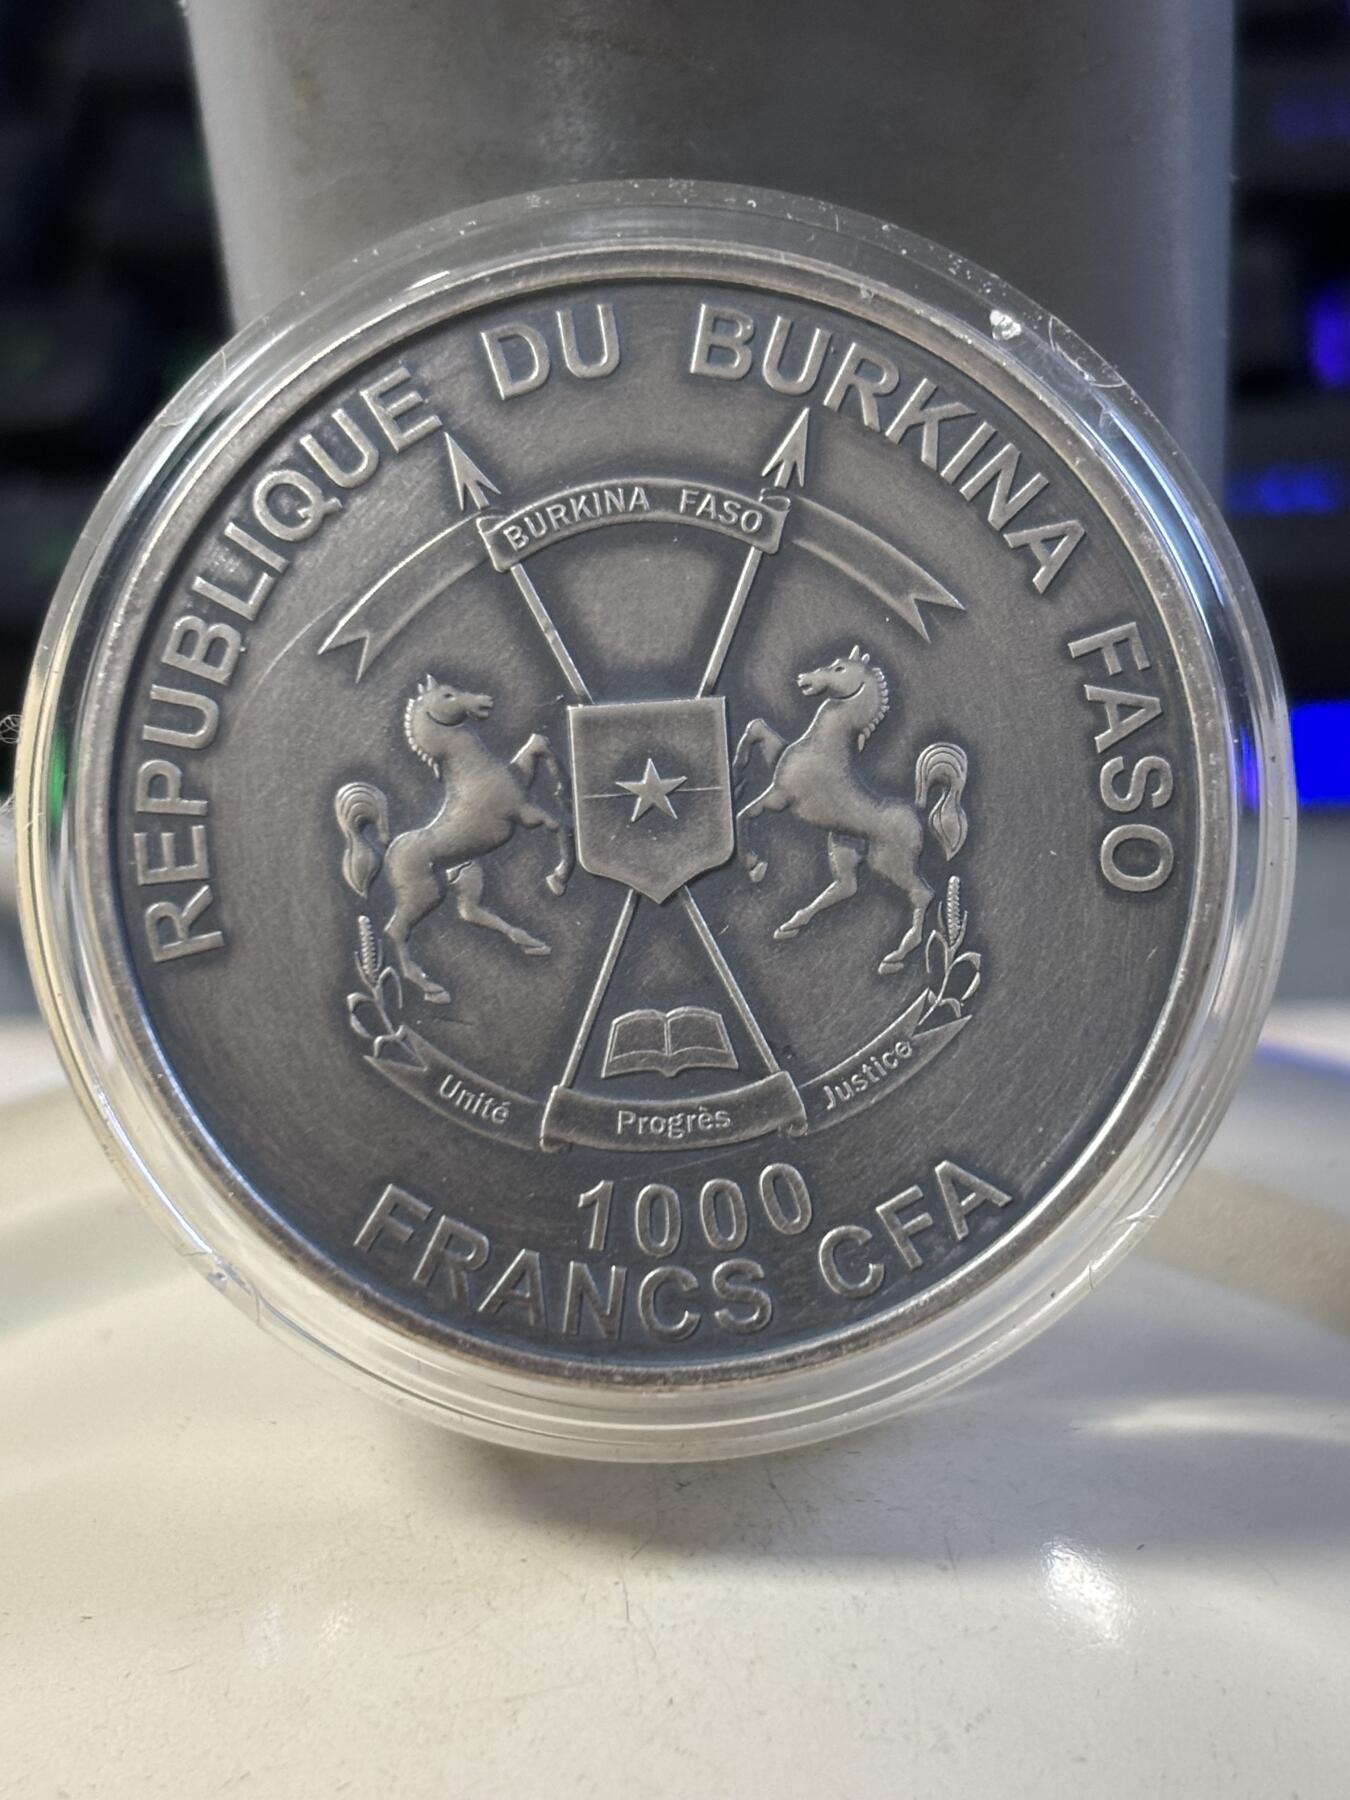 REPUBLIQUE DU BURKINA FASO
BURKINA FASO
Unité Progrès Justice
1000
FRANCS CFA